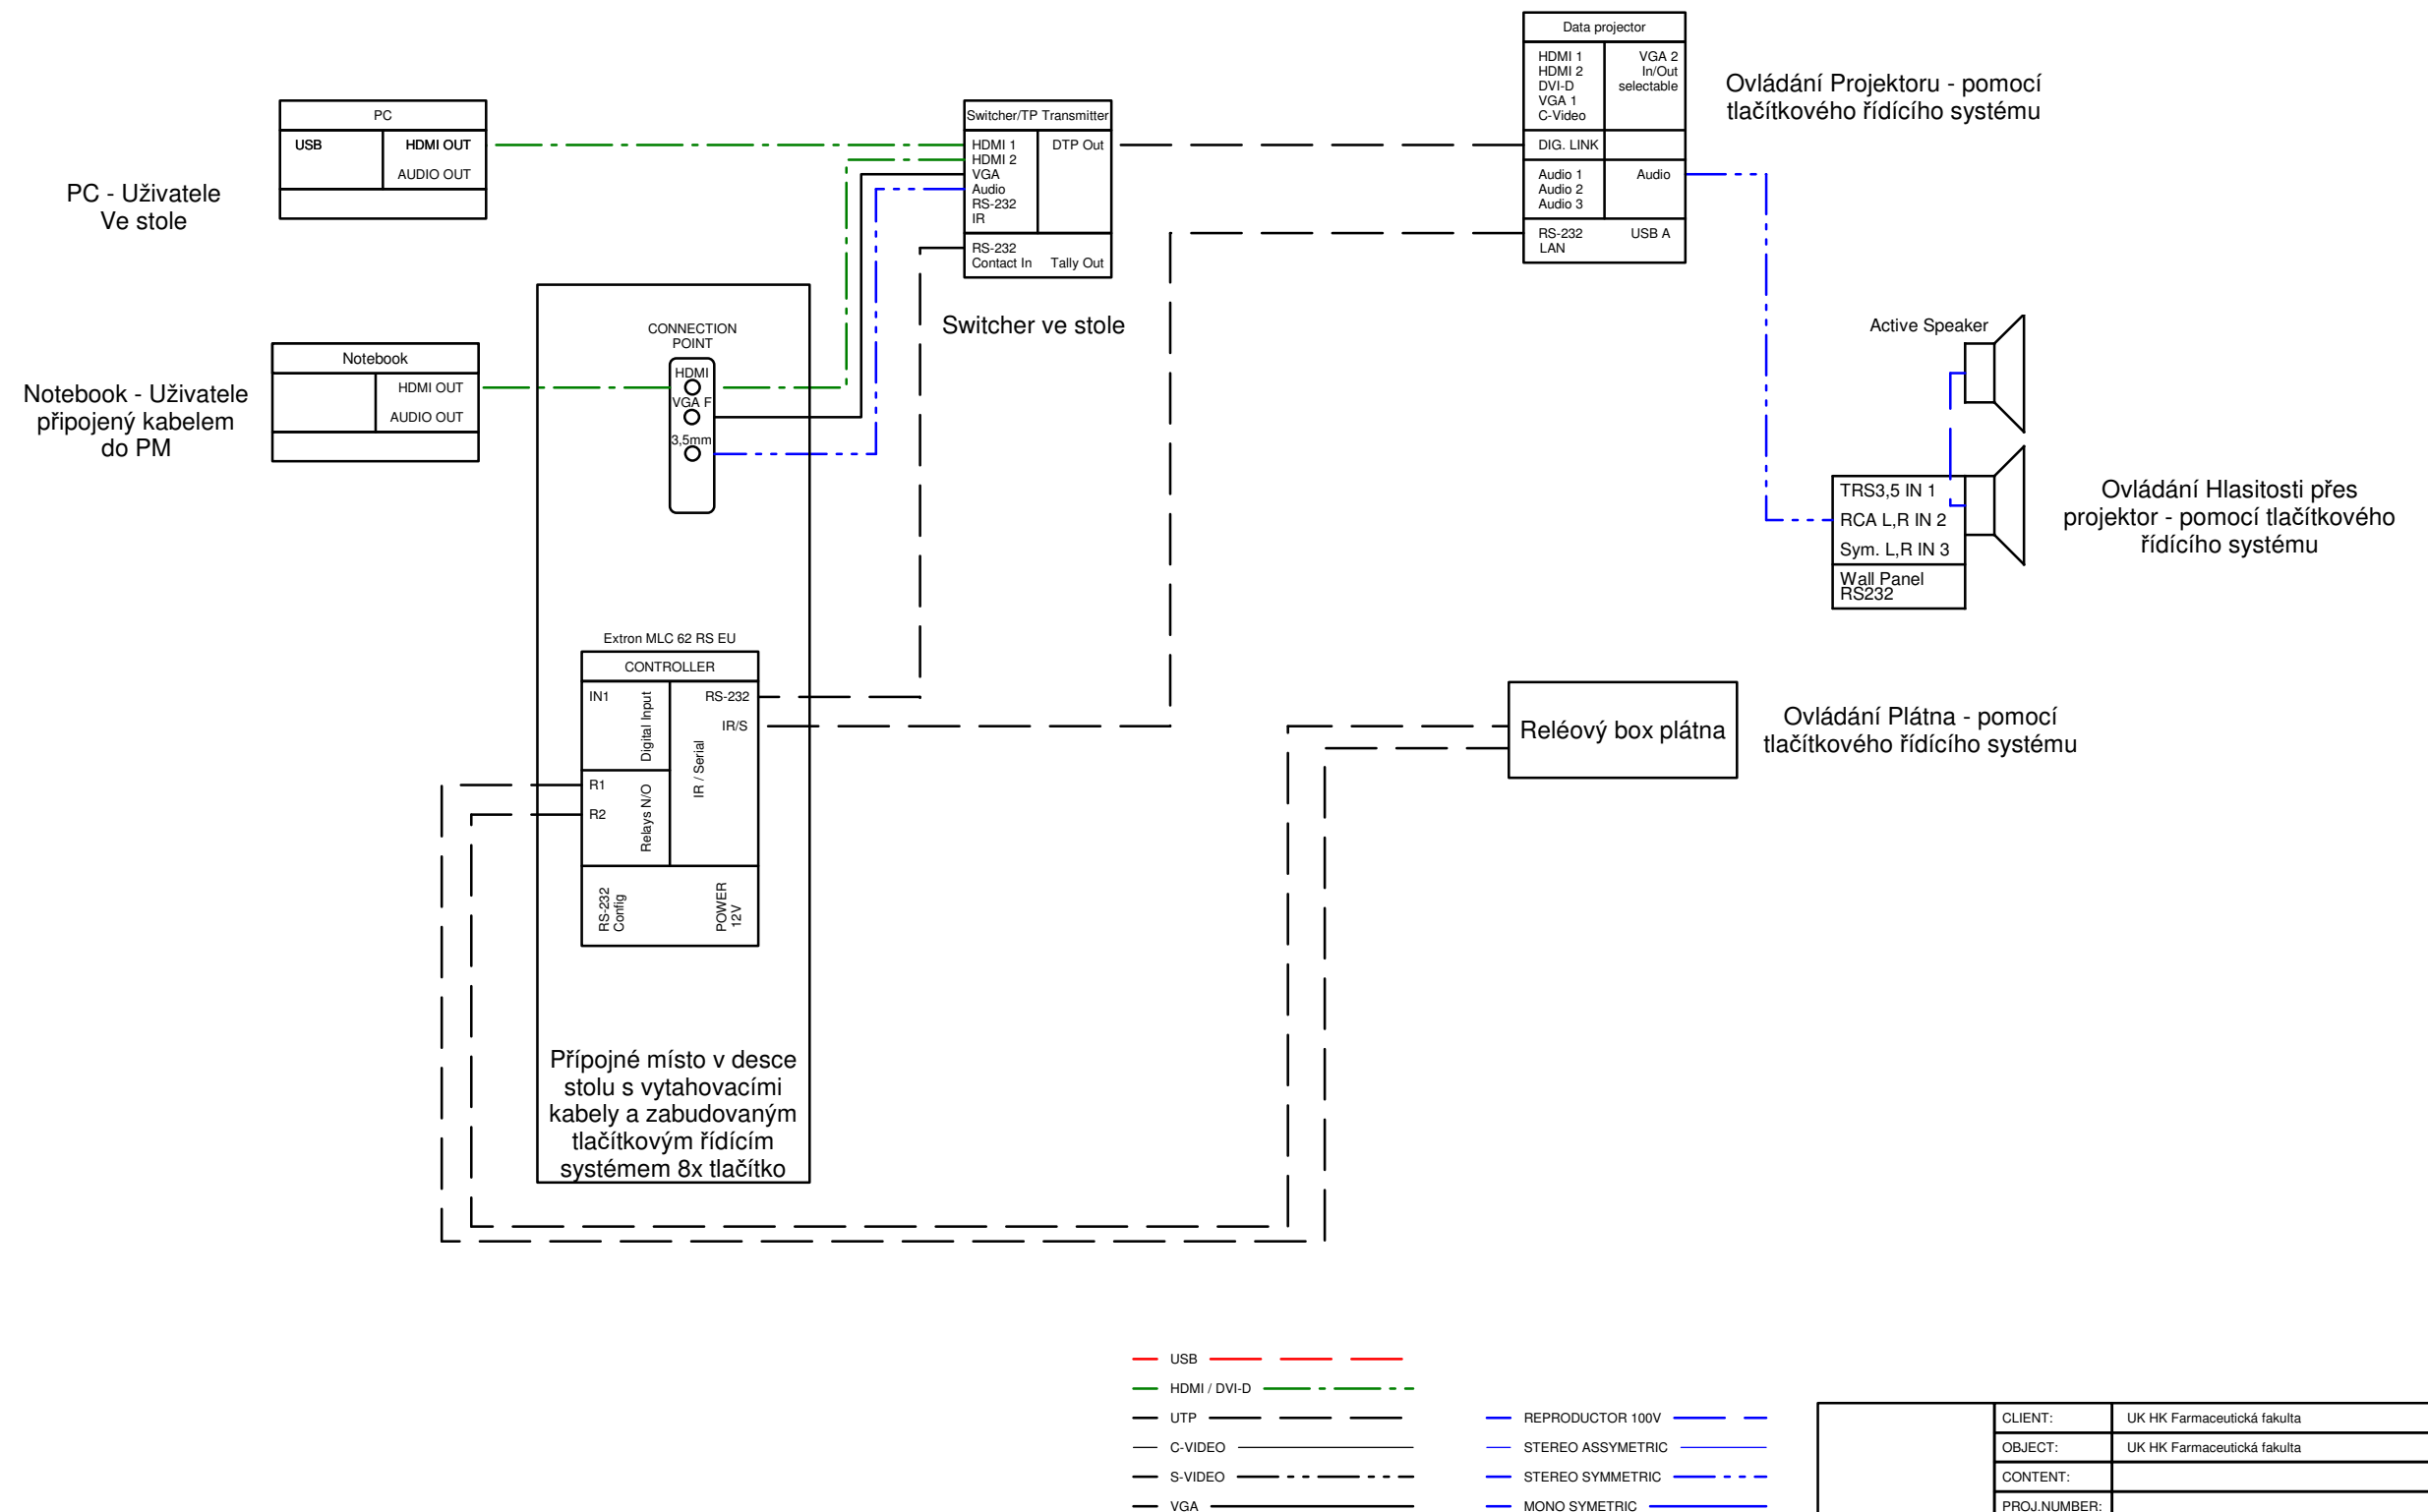 Data projector
HDMI 1
HDMI 2
DVI-D
VGA 1
C-Video
VGA 2
In/Out
selectable
DIG. LINK
Audio 1
Audio 2
Audio 3
Audio
RS-232
LAN
USB A
Ovládání Projektoru - pomocí
tlačítkového řídícího systému
PC
USB
HDMI OUT
AUDIO OUT
PC - Uživatele
Ve stole
Switcher/TP Transmitter
HDMI 1
HDMI 2
VGA
Audio
RS-232
IR
DTP Out
RS-232
Contact In
Tally Out
Switcher ve stole
CONNECTION
POINT
HDMI
VGA F
3,5mm
Notebook
HDMI OUT
AUDIO OUT
Notebook - Uživatele
připojený kabelem
do PM
Active Speaker
TRS3,5 IN 1
RCA L,R IN 2
Sym. L,R IN 3
Wall Panel
RS232
Ovládání Hlasitosti přes
projektor - pomocí tlačítkového
řídícího systému
Extron MLC 62 RS EU
CONTROLLER
IN1
Digital Input
RS-232
IR/S
IR / Serial
R1
R2
Relays N/O
RS-232
Config
POWER
12V
Reléový box plátna
Ovládání Plátna - pomocí
tlačítkového řídícího systému
Přípojné místo v desce
stolu s vytahovacími
kabely a zabudovaným
tlačítkovým řídícím
systémem 8x tlačítko
USB
HDMI / DVI-D
UTP
C-VIDEO
S-VIDEO
VGA
REPRODUCTOR 100V
STEREO ASSYMETRIC
STEREO SYMMETRIC
MONO SYMETRIC
CLIENT:
UK HK Farmaceutická fakulta
OBJECT:
UK HK Farmaceutická fakulta
CONTENT:
PROJ.NUMBER: